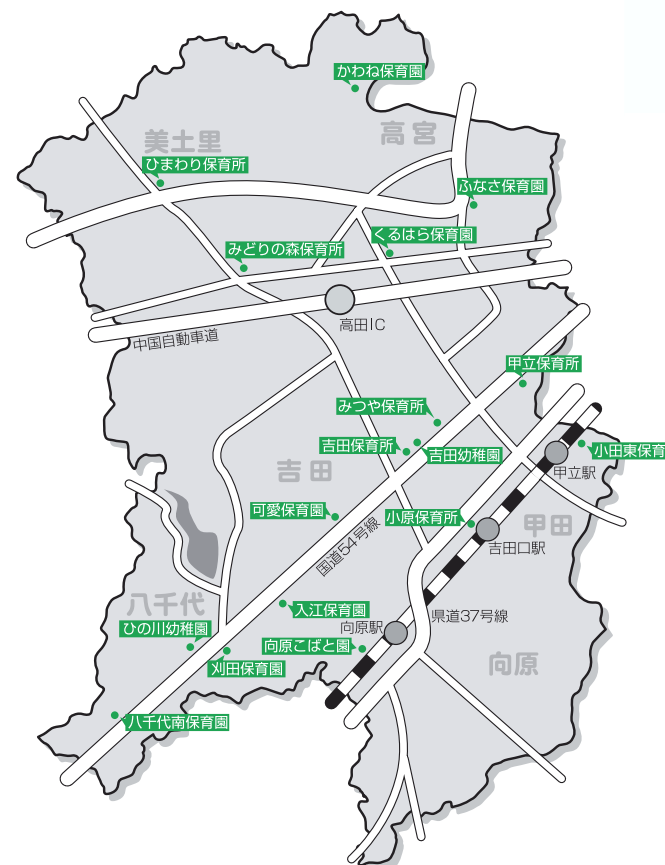 かわね保育園
高宮
美土里
ひまわり保育所
ふなさ保育園
くるはら保育園
みどりの森保育所
高田IC
中国自動車道
甲立保育所
みつや保育所
吉田保育所
吉田幼稚園
小田東保育
甲立駅
吉田
可愛保育園
小原保育所
甲田
吉田口駅
国道54号線
八千代
入江保育園
県道37号線
ひの川幼稚園
向原駅
向原こばと園
向原
刈田保育園
八千代南保育園